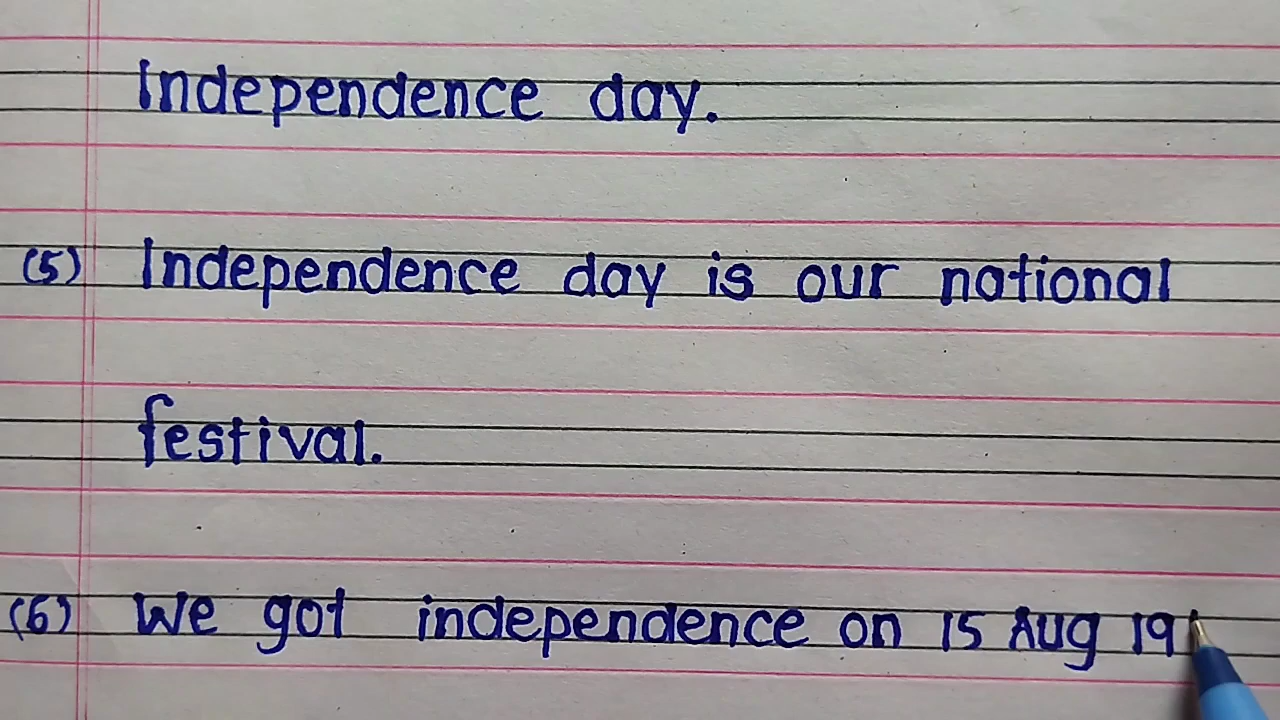 Independence day.
(5) Independence day is our national
festival.
(6) We got independence on 15 Aug 19